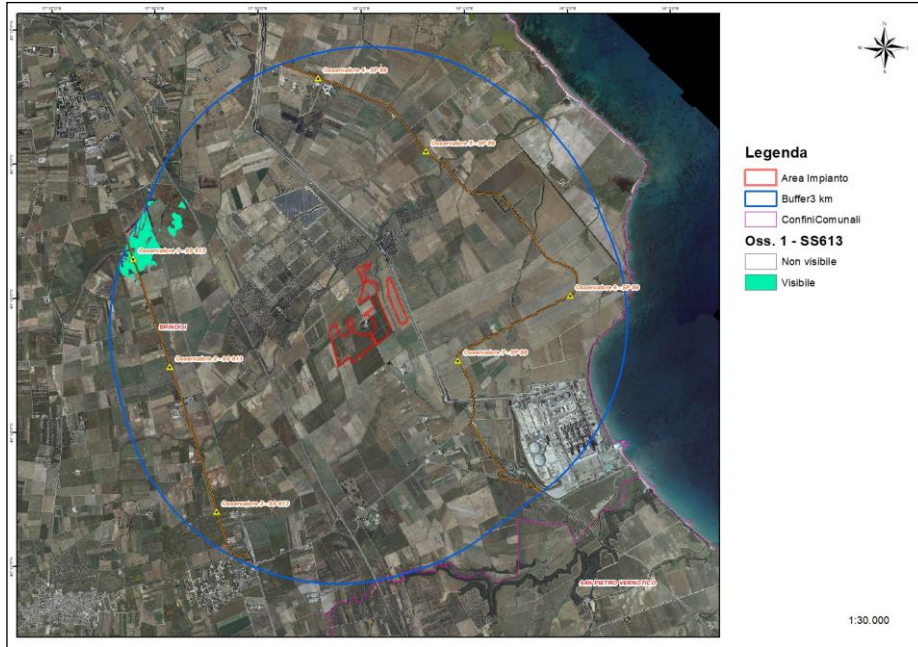 Osservatore 4 - SP 88
Osservatore 5 - SP 88
Osservatore 1 - SS 613
Osservatore 6 - SP 88
BRINDISI
Osservatore 2 - SS 613
Osservatore 7 - SP 88
Osservatore 3 - SS 613
SAN PIETRO VERNOTICO
N
Legenda
Area Impianto
Buffer3 km
ConfiniComunali
Oss. 1 - SS613
Non visibile
Visibile
1:30.000